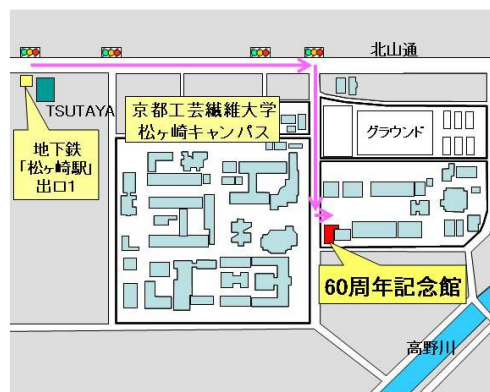 北山通
TSUTAYA
京都工芸繊維大学
松ヶ崎キャンパス
グラウンド
地下鉄
「松ヶ崎駅」
出口1
60周年記念館
高野川